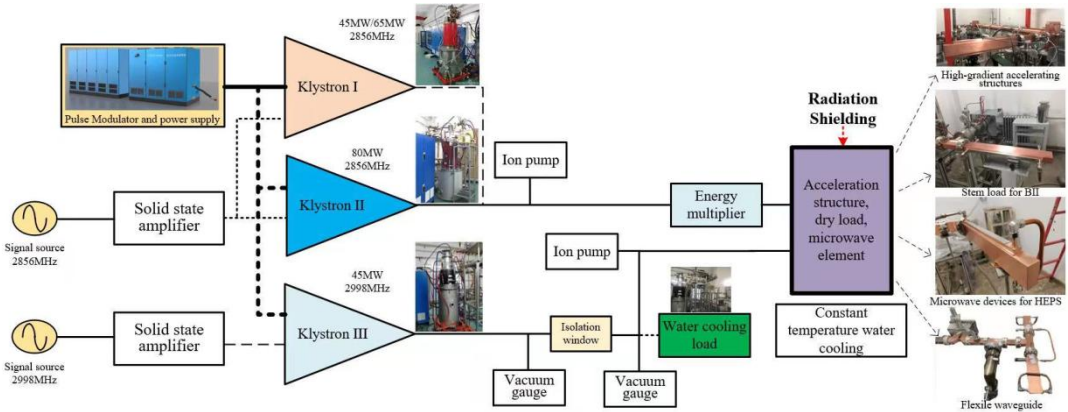 45MW/65MW
2856MHz
Klystron I
Pulse Modulator and power supply
High-gradient accelerating
structures
Radiation
Shielding
80MW
2856MHz
Ion pump
Klystron II
Solid state
amplifier
Energy
multiplier
Acceleration
structure,
dry load,
microwave
element
Stem load for BII
Signal source
2856MHz
Ion pump
45MW
2998MHz
Microwave devices for HEPS
Klystron III
Solid state
amplifier
Isolation
window
Water cooling
load
Constant
temperature water
cooling
Signal source
2998MHz
Vacuum
gauge
Vacuum
gauge
Flexile waveguide